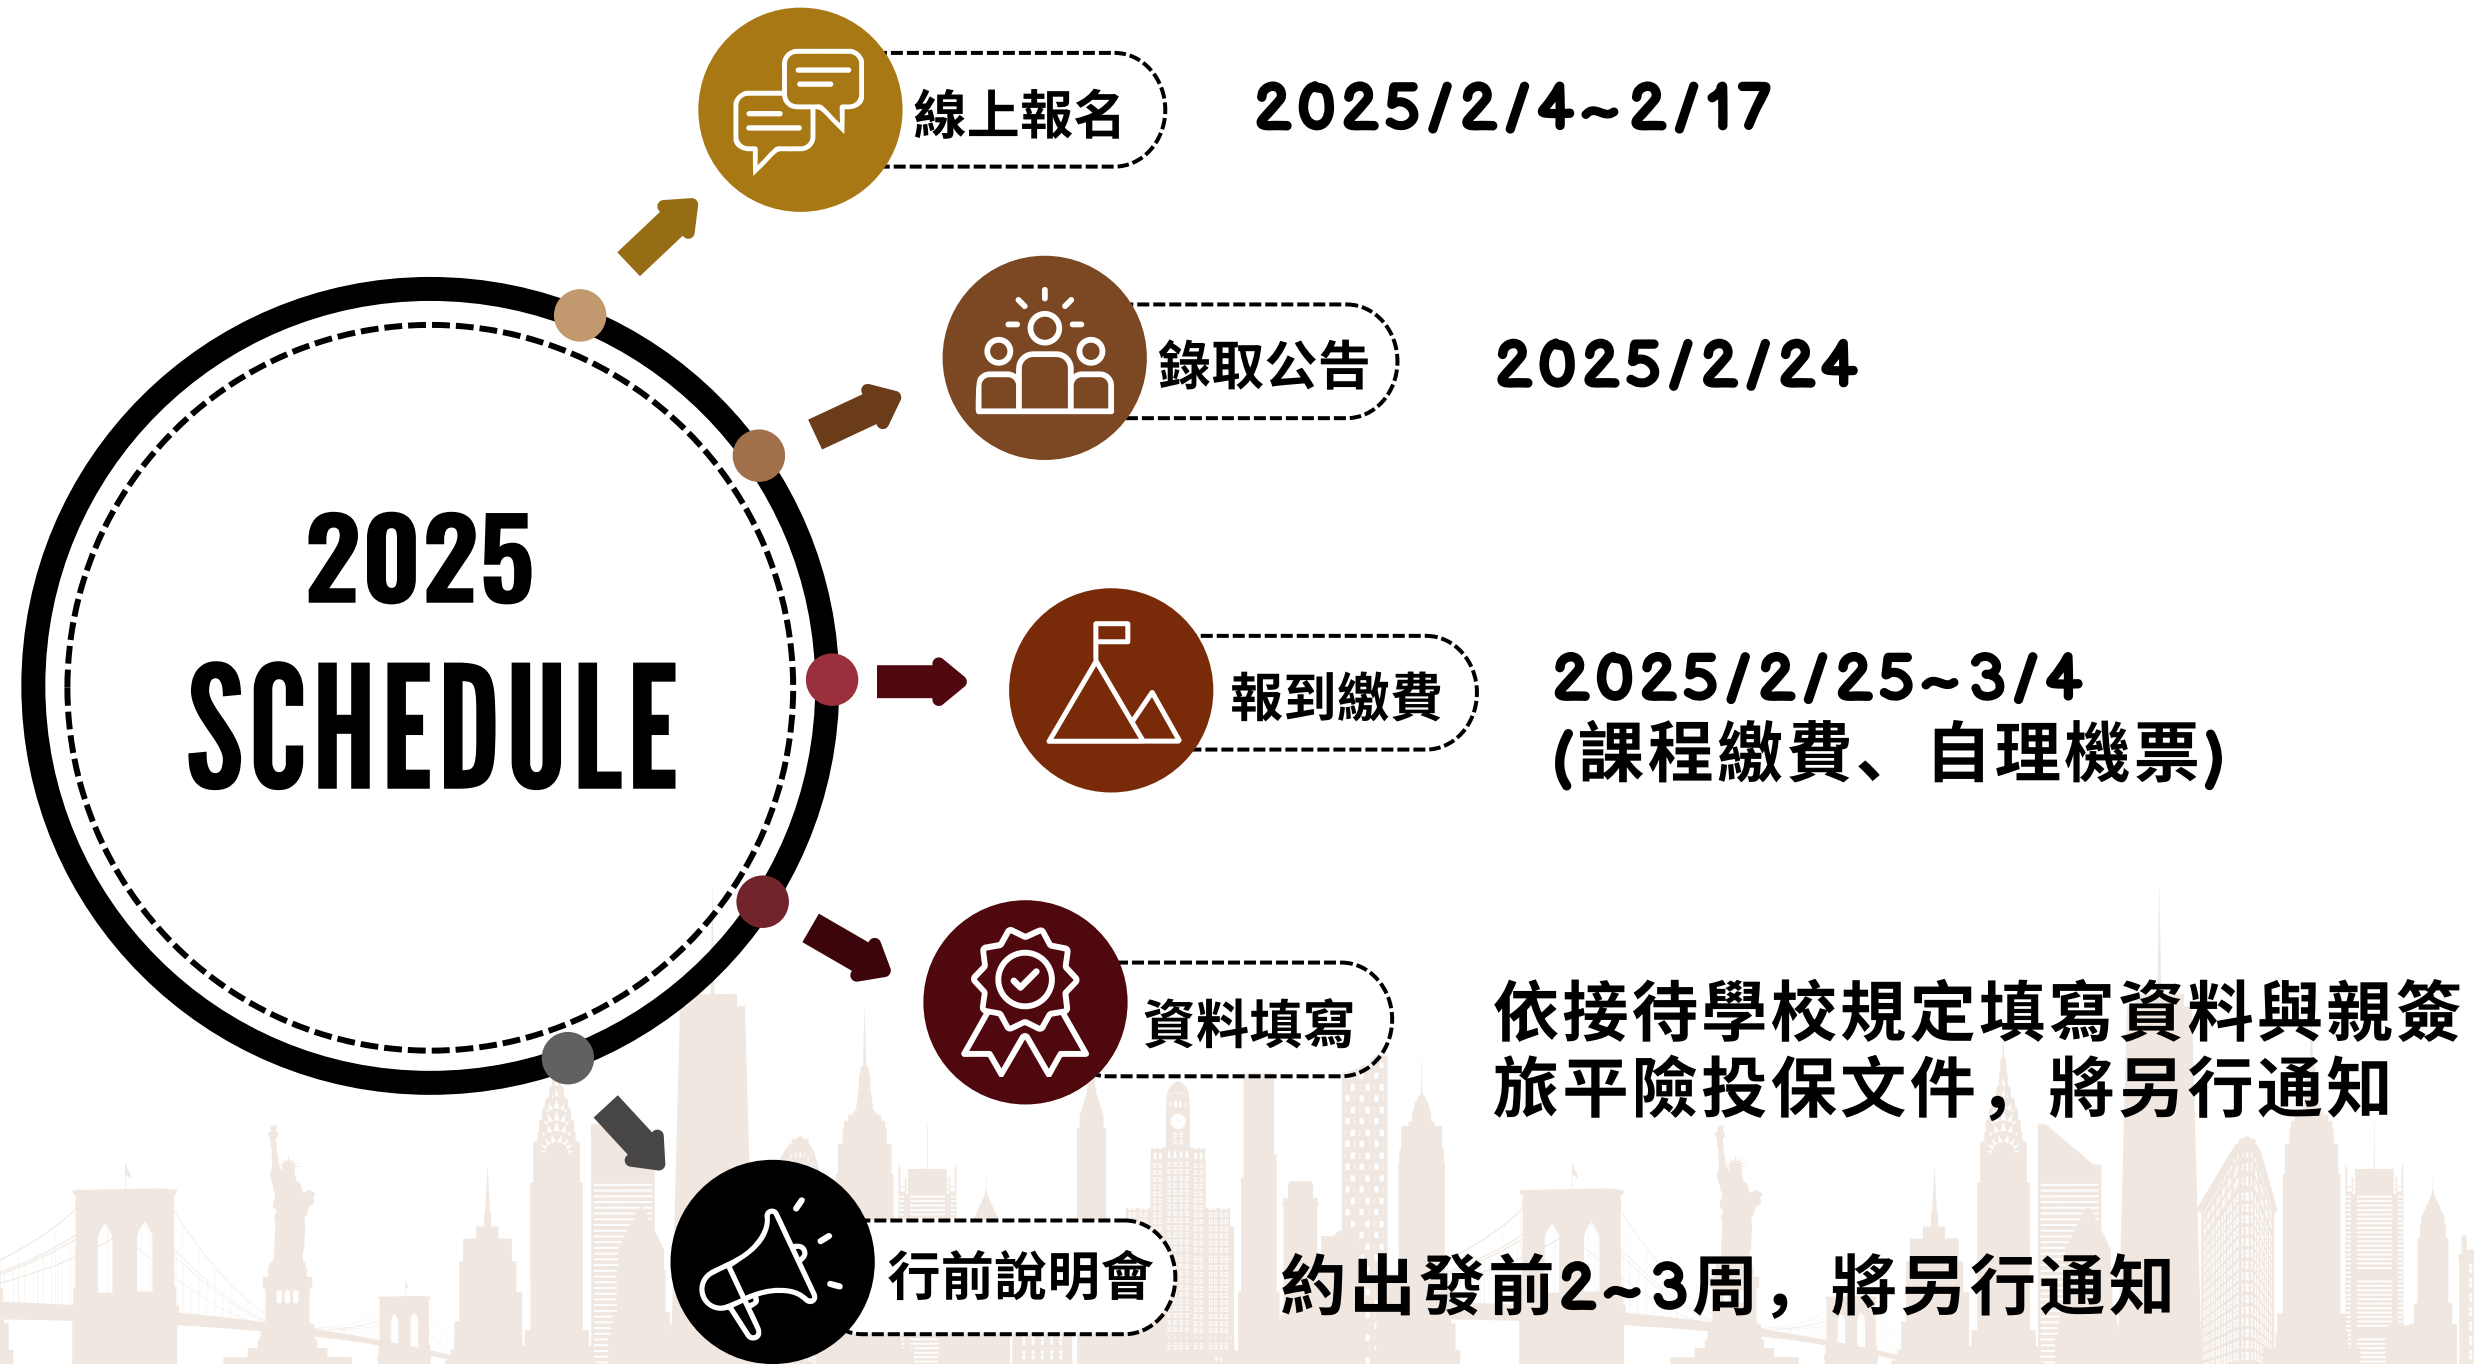 2025
SCHEDULE
線上報名
2025/2/4~2/17
錄取公告
2025/2/24
報到繳費
2025/2/25~3/4
(課程繳費、自理機票)
資料填寫
依接待學校規定填寫資料與親簽
旅平險投保文件，將另行通知
行前說明會
約出發前2~3周，將另行通知